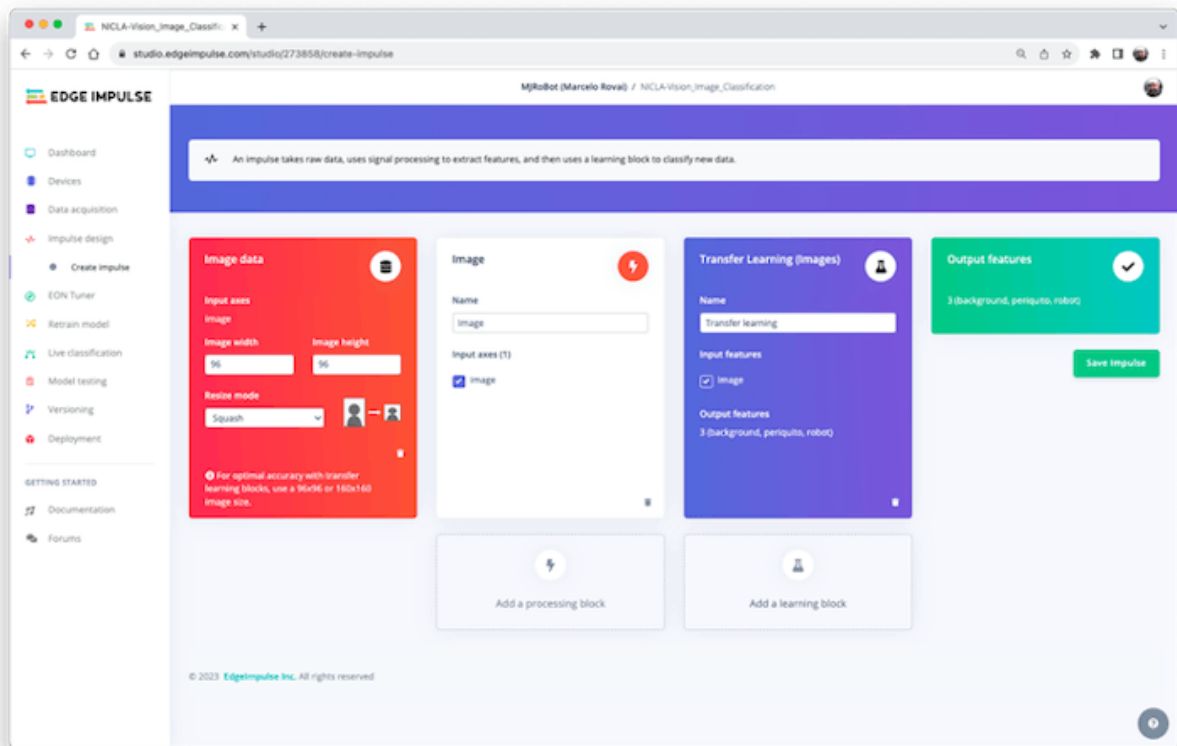 NICLA-Vision_Image_Classific
studio.edgeimpulse.com/studio/273858/create-impulse
EDGE IMPULSE
MJRoBot (Marcelo Rovai) / NICLA-Vision_Image_Classification
An impulse takes raw data, uses signal processing to extract features, and then uses a learning block to classify new data.
Dashboard
Devices
Data acquisition
Impulse design
Create impulse
EON Tuner
Retrain model
Live classification
Model testing
Versioning
Deployment
GETTING STARTED
Documentation
Forums
Image data
Input axes
image
Image width
Image height
96
96
Resize mode
Squash
For optimal accuracy with transfer
learning blocks, use a 96x96 or 160x160
image size.
Image
Name
Image
Input axes (1)
image
Add a processing block
Transfer Learning (Images)
Name
Transfer learning
Input features
Image
Output features
3 (background, periquito, robot)
Add a learning block
Output features
3 (background, periquito, robot)
Save Impulse
© 2023 EdgeImpulse Inc. All rights reserved